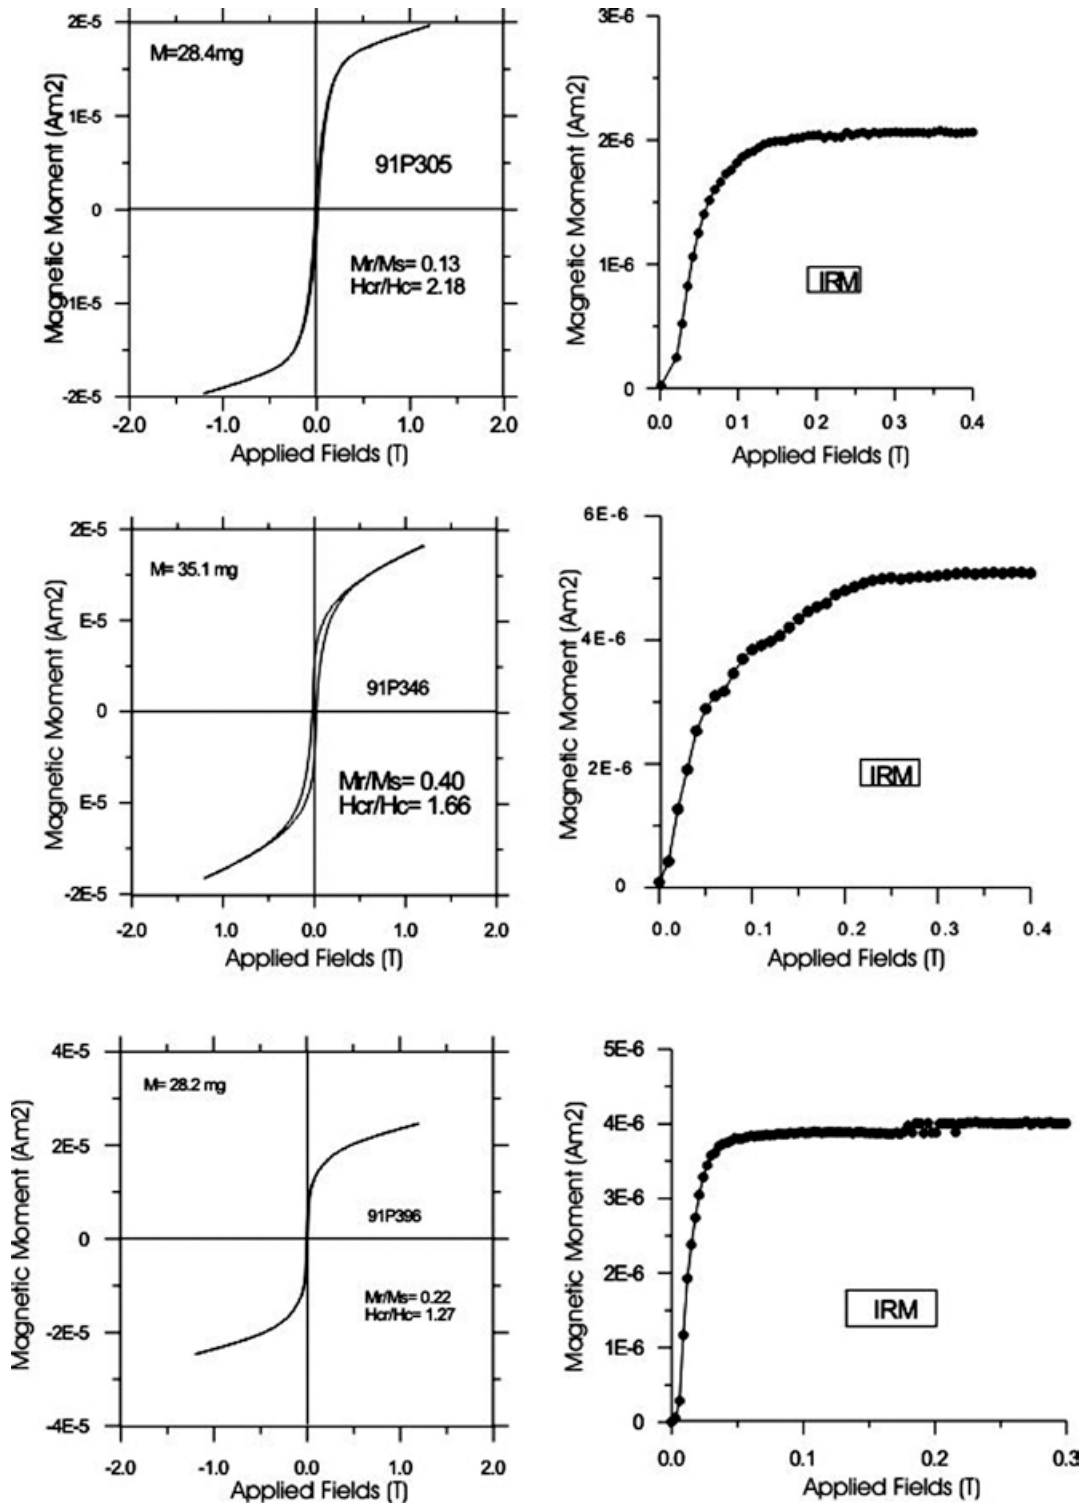 2E-5
1E-5
0
-1E-5
-2E-5
-2.0 -1.0 0.0 1.0 2.0
Magnetic Moment (Am2)
Applied Fields (T)
M=28.4mg
91P305
Mr/Ms= 0.13
Hcr/Hc= 2.18
3E-6
2E-6
1E-6
0
0.0 0 1 0 2 0 3 0.4
Magnetic Moment (Am2)
Applied Fields (T)
IRM
2E-5
E-5
0
E-5
-2E-5
-2.0 -1.0 0.0 1.0 2.0
Magnetic Moment (Am2)
Applied Fields (T)
M= 35.1 mg
91P346
Mr/Ms= 0.40
Hcr/Hc= 1.66
6E-6
4E-6
2E-6
0
0.0 0.1 0.2 0.3 0.4
Magnetic Moment (Am2)
Applied Fields (T)
IRM
4E-5
2E-5
0
-2E-5
-4E-5
-2.0 -1.0 0.0 1.0 2.0
Magnetic Moment (Am2)
Applied Fields (T)
M= 28.2 mg
91P396
Mr/Ms= 0.22
Hcr/Hc= 1.27
5E-6
4E-6
3E-6
2E-6
1E-6
0
0.0 0.1 0.2 0.3
Magnetic Moment (Am2)
Applied Fields (T)
IRM